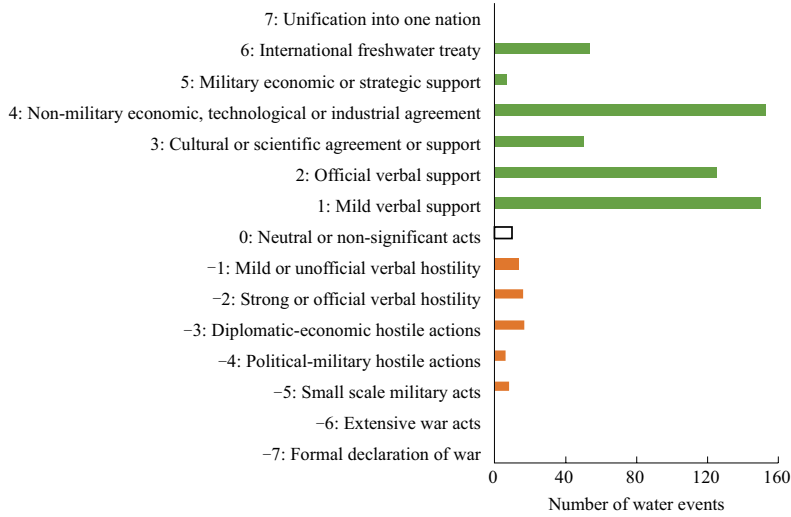 7: Unification into one nation
6: International freshwater treaty
5: Military economic or strategic support
4: Non-military economic, technological or industrial agreement
3: Cultural or scientific agreement or support
2: Official verbal support
1: Mild verbal support
0: Neutral or non-significant acts
−1: Mild or unofficial verbal hostility
−2: Strong or official verbal hostility
−3: Diplomatic-economic hostile actions
−4: Political-military hostile actions
−5: Small scale military acts
−6: Extensive war acts
−7: Formal declaration of war
0 40 80 120 160
Number of water events